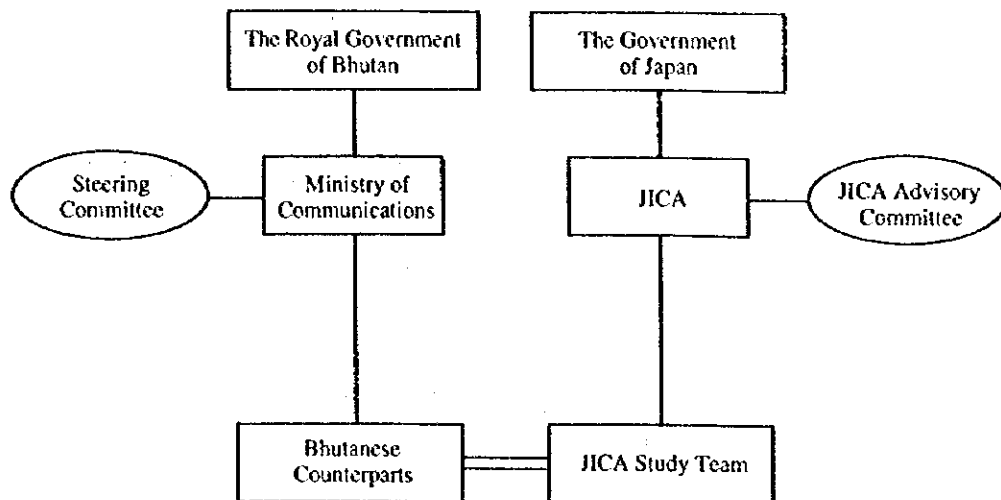 The Royal Government
of Bhutan
The Government
of Japan
Steering
Committee
Ministry of
Communications
JICA
JICA Advisory
Committee
Bhutanese
Counterparts
JICA Study Team